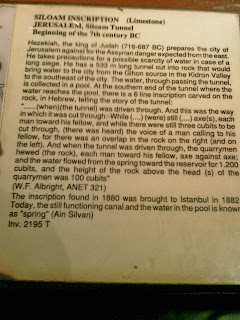 SILOAM INSCRIPTION (Limestone)
JERUSALEM, Siloam Tunnel
Beginning of the 7th century BC
Hezekiah, the king of Judah (716-687 BC) prepares the city of
Jerusalem against for the Assyrian danger expected from the east.
He takes precautions for a possible scarcity of water in case of a
long siege. He has a 533 m long tunnel cut into rock that would
bring water to the city from the Gihon source in the Kidron Valley
to the southeast of the city. The water, through passing the tunnel,
is collected in a pool. At the southern end of the tunnel where the
water reaches the pool, there is a 6 line inscription carved on the
rock, in Hebrew, telling the story of the tunnel:
"......(when)(the tunnel) was driven through. And this was the way
in which it was cut through:-While (....) (were) still (....) axe(s), each
man toward his fellow, and while there were still three cubits to be
cut through, (there was heard) the voice of a man calling to his
fellow, for there was an overlap in the rock on the right (and on
the left). And when the tunnel was driven through, the quarrymen
hewed (the rock), each man toward his fellow, axe against axe;
and the water flowed from the spring toward the reservoir for 1.200
cubits, and the height of the rock above the head (s) of the
quarrymen was 100 cubits"
(W.F. Albright, ANET 321)
The inscription found in 1880 was brought to Istanbul in 1882.
Today, the still functioning canal and the water in the pool is known
as "spring" (Ain Silvan)
Inv. 2195 T